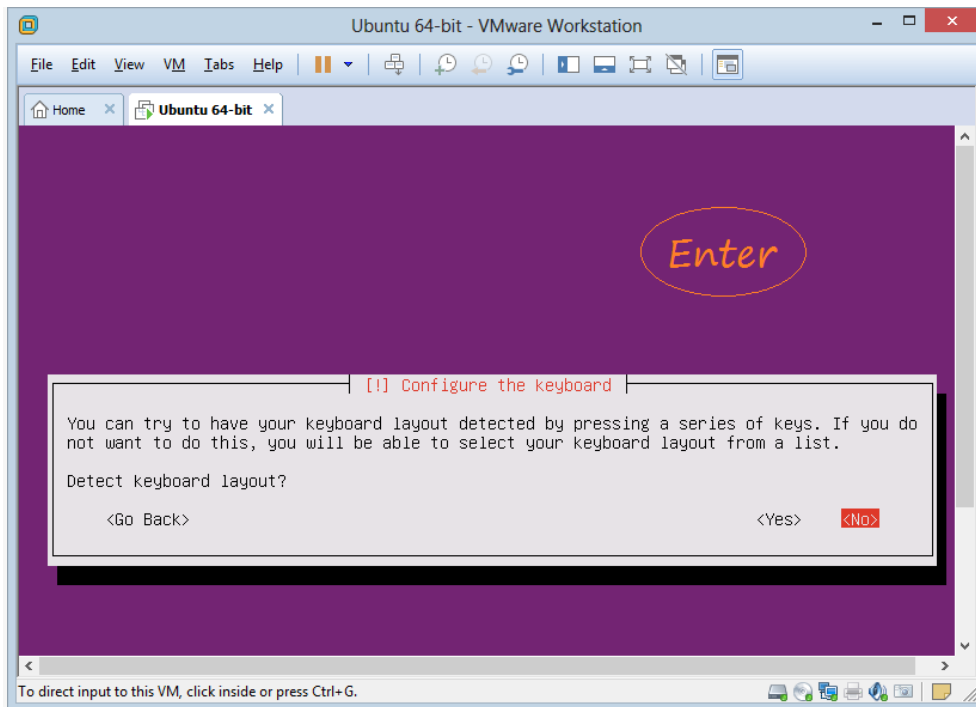 Ubuntu 64-bit - VMware Workstation
File Edit View VM Tabs Help
Home Ubuntu 64-bit
Enter
[!] Configure the keyboard
You can try to have your keyboard layout detected by pressing a series of keys. If you do
not want to do this, you will be able to select your keyboard layout from a list.
Detect keyboard layout?
<Go Back> <Yes> <No>
To direct input to this VM, click inside or press Ctrl+G.